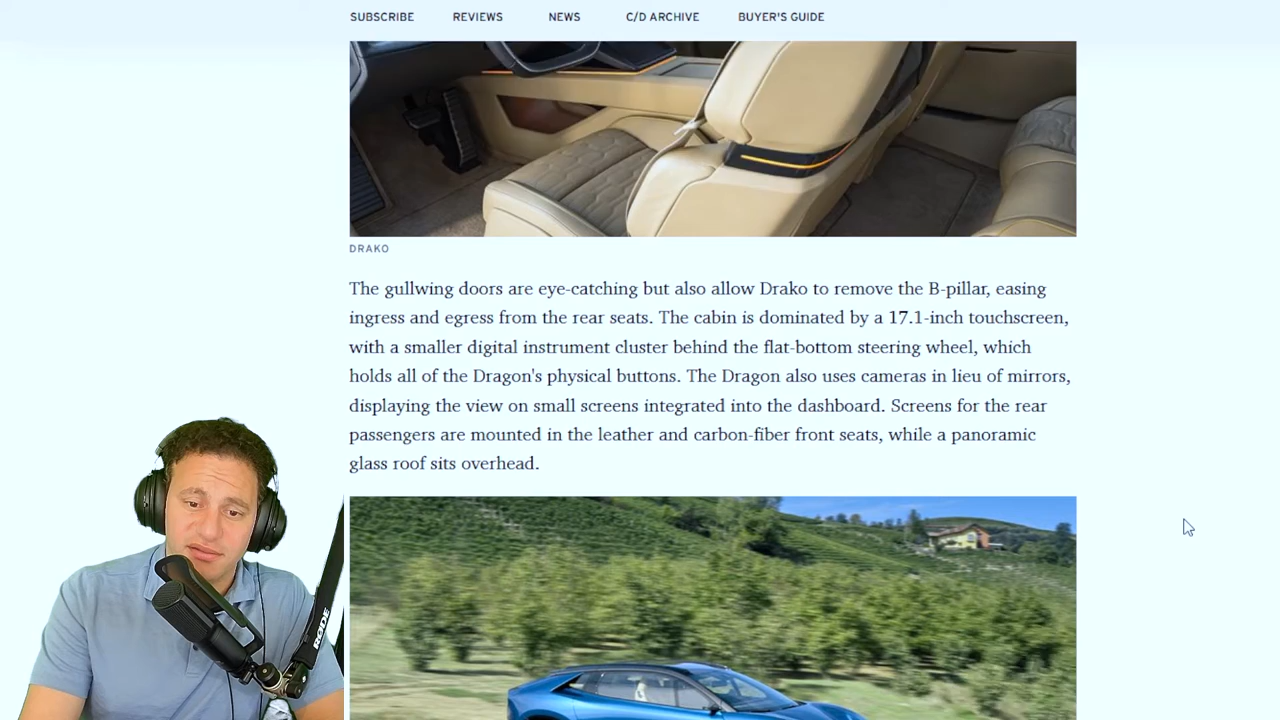 SUBSCRIBE REVIEWS NEWS C/D ARCHIVE BUYER'S GUIDE
DRAKO
The gullwing doors are eye-catching but also allow Drako to remove the B-pillar, easing
ingress and egress from the rear seats. The cabin is dominated by a 17.1-inch touchscreen,
with a smaller digital instrument cluster behind the flat-bottom steering wheel, which
holds all of the Dragon's physical buttons. The Dragon also uses cameras in lieu of mirrors,
displaying the view on small screens integrated into the dashboard. Screens for the rear
passengers are mounted in the leather and carbon-fiber front seats, while a panoramic
glass roof sits overhead.
RØDE